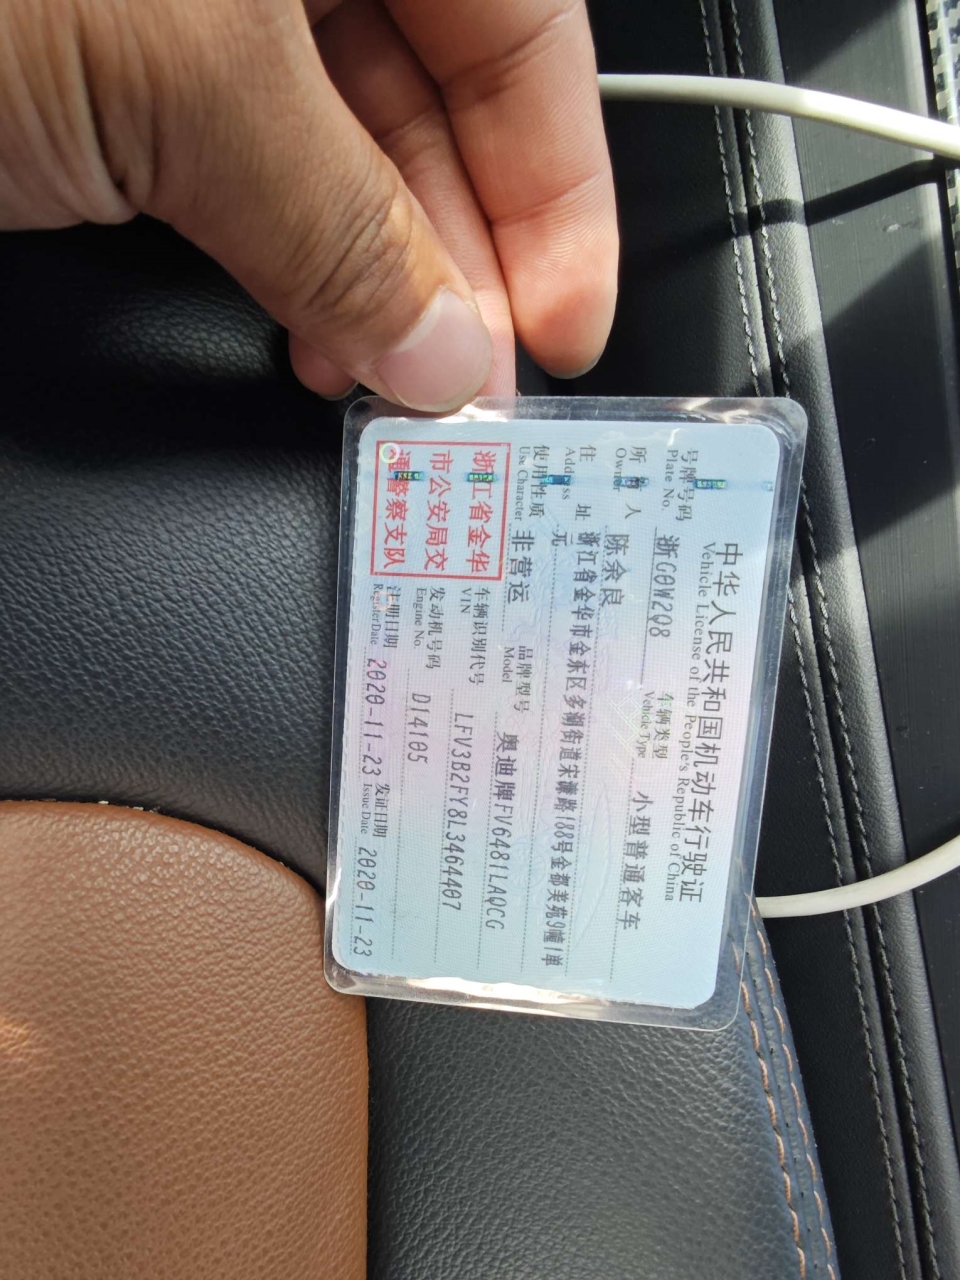 中华人民共和国机动车行驶证
Vehicle License of the People's Republic of China
号牌号码 浙G0W2Q8 车辆类型 小型普通客车
Plate No. Vehicle Type
所有人 陈余良
Owner
住址 浙江省金华市金东区多湖街道宋濂路188号金都美苑9幢1单
Address 元
使用性质 非营运 品牌型号 奥迪牌FV6481LAQCG
Use Character Model
浙江省金华
市公安局交
通警察支队
车辆识别代号 LFV3B2FY8L3464407
VIN
发动机号码 D14105
Engine No.
注册日期 2020-11-23 发证日期 2020-11-23
Register Date Issue Date